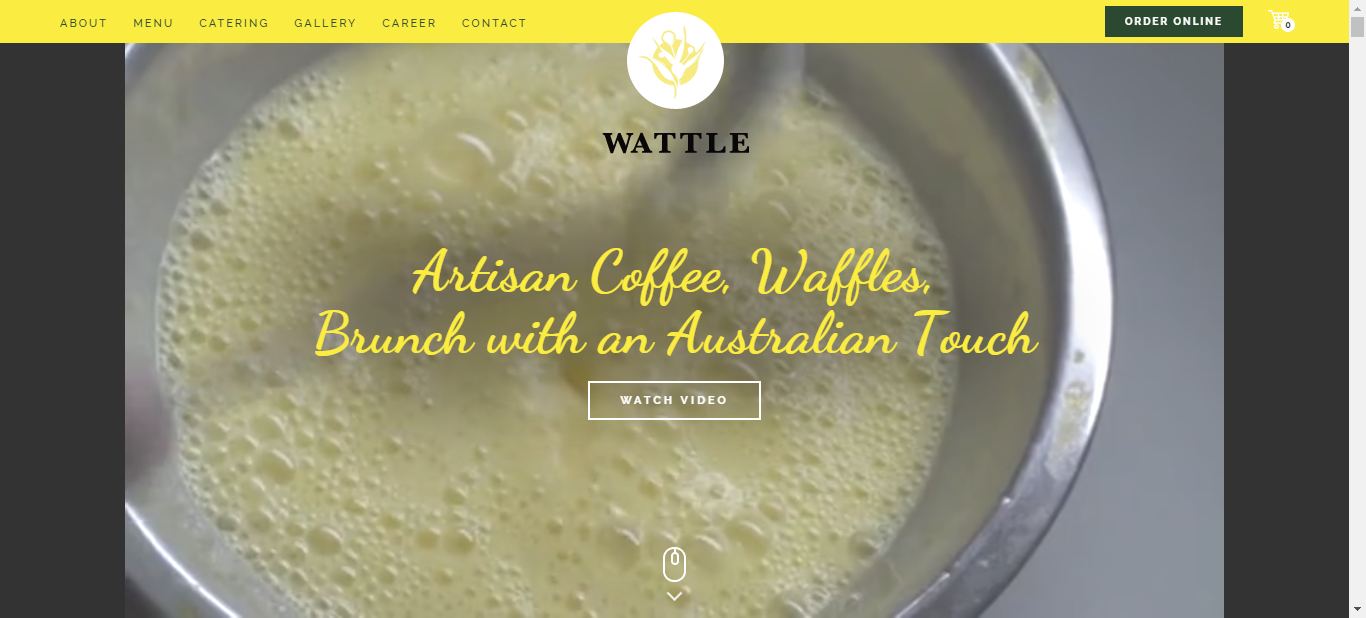 ABOUT MENU CATERING GALLERY CAREER CONTACT
ORDER ONLINE
0
WATTLE
Artisan Coffee, Waffles,
Brunch with an Australian Touch
WATCH VIDEO